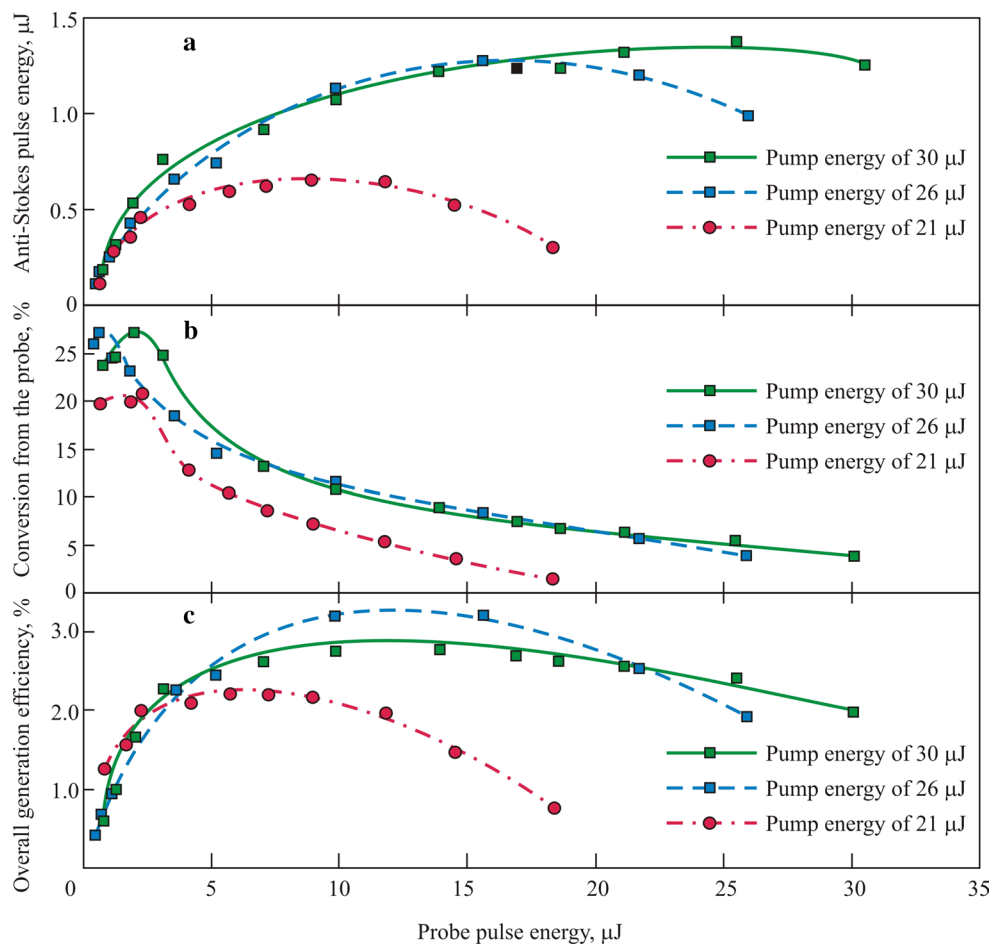 Anti-Stokes pulse energy, μJ
1.5
1.0
0.5
0
a
Pump energy of 30 μJ
Pump energy of 26 μJ
Pump energy of 21 μJ
Conversion from the probe, %
25
20
15
10
5
0
b
Pump energy of 30 μJ
Pump energy of 26 μJ
Pump energy of 21 μJ
Overall generation efficiency, %
3.0
2.0
1.0
c
Pump energy of 30 μJ
Pump energy of 26 μJ
Pump energy of 21 μJ
0 5 10 15 20 25 30 35
Probe pulse energy, μJ